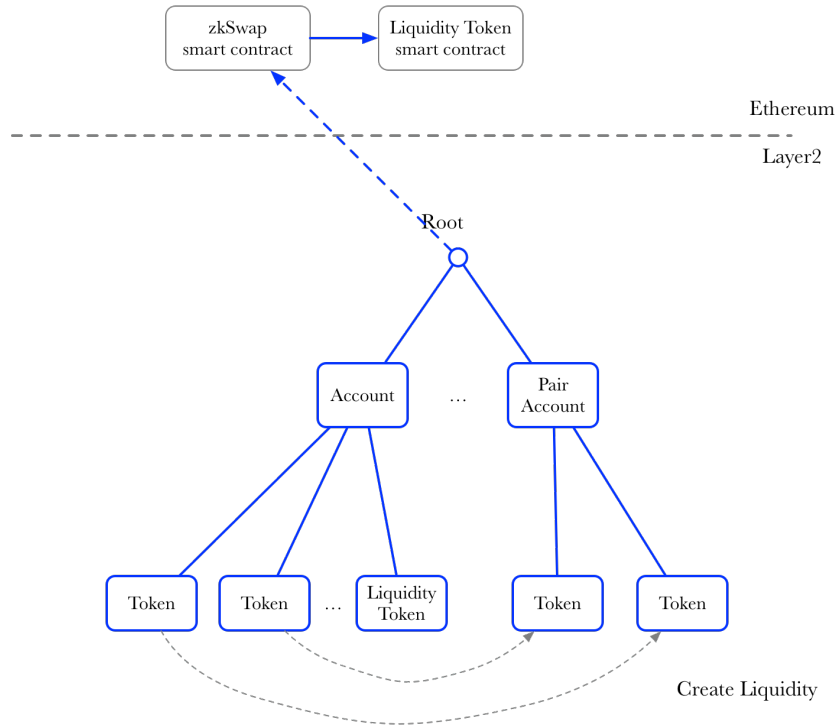 zkSwap
smart contract
Liquidity Token
smart contract
Ethereum
Layer2
Root
Account
...
Pair
Account
Token
Token
...
Liquidity
Token
Token
Token
Create Liquidity